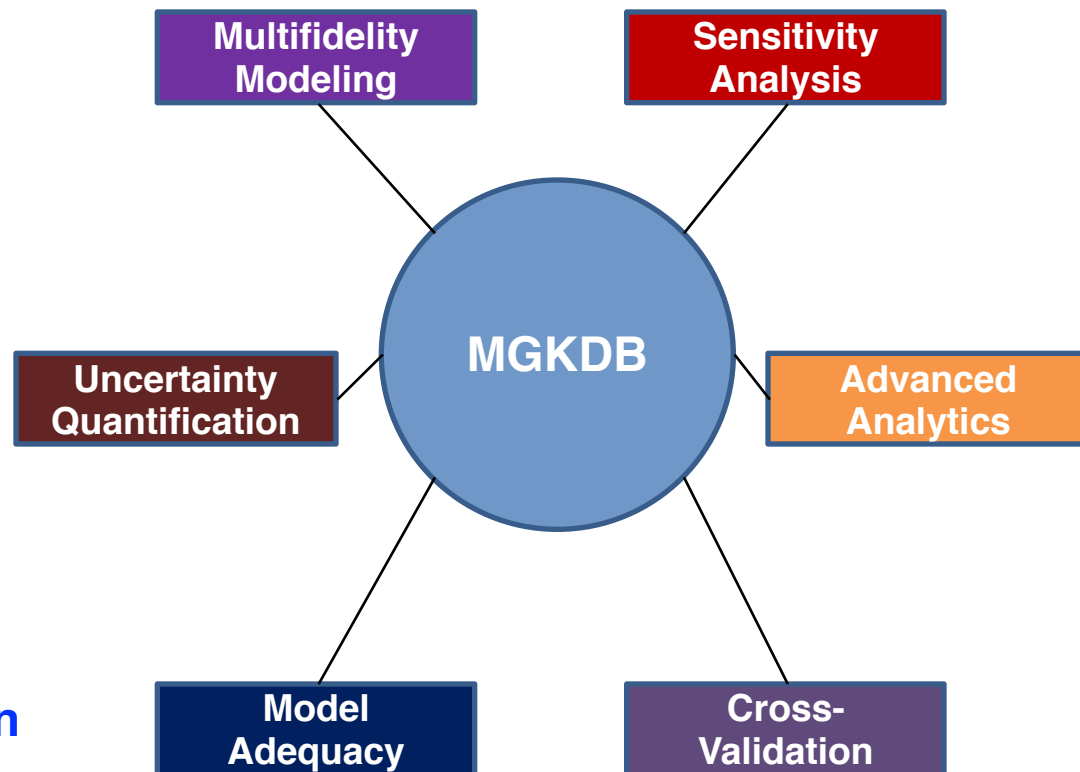 Multifidelity
Modeling
Sensitivity
Analysis
MGKDB
Uncertainty
Quantification
Advanced
Analytics
n
Model
Adequacy
Cross-
Validation